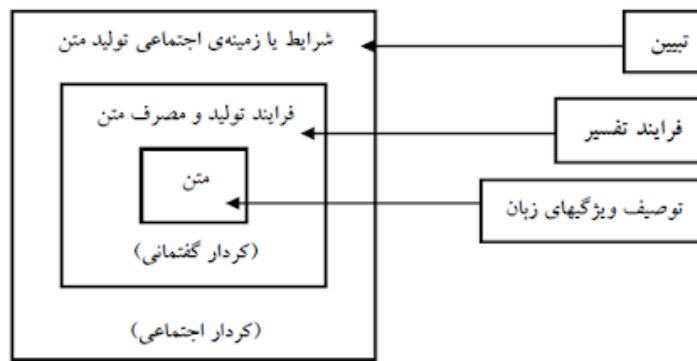 شرایط یا زمینه‌ی اجتماعی تولید متن
تبیین
فرایند تولید و مصرف متن
فرایند تفسیر
متن
توصیف ویژگیهای زبان
(کردار گفتمانی)
(کردار اجتماعی)